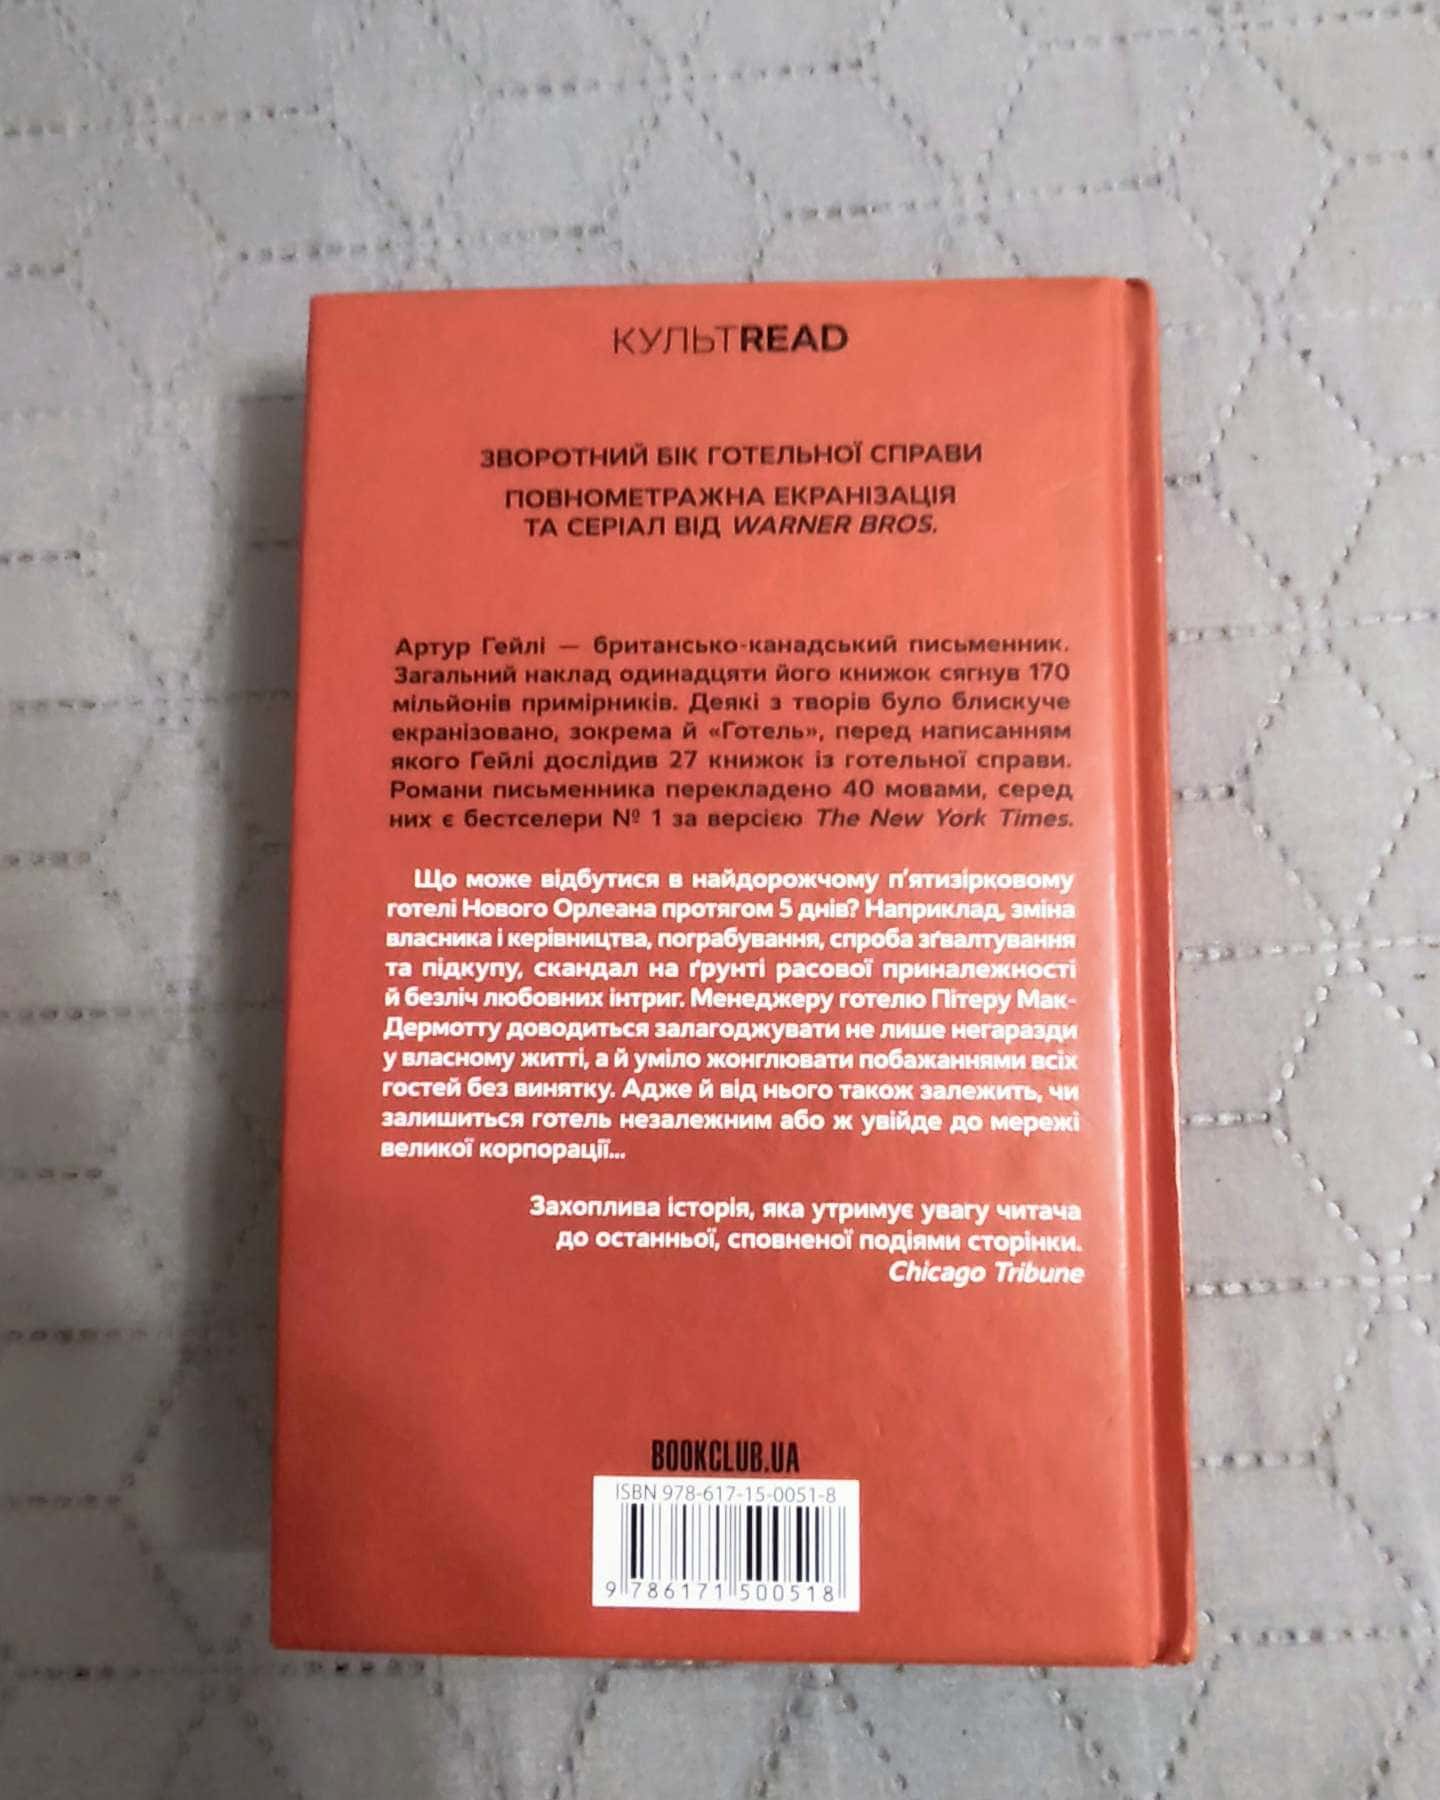 КУЛЬТREAD
ЗВОРОТНИЙ БІК ГОТЕЛЬНОЇ СПРАВИ
ПОВНОМЕТРАЖНА ЕКРАНІЗАЦІЯ
ТА СЕРІАЛ ВІД WARNER BROS.
Артур Гейлі — британсько-канадський письменник.
Загальний наклад одинадцяти його книжок сягнув 170
мільйонів примірників. Деякі з творів було блискуче
екранізовано, зокрема й «Готель», перед написанням
якого Гейлі дослідив 27 книжок із готельної справи.
Романи письменника перекладено 40 мовами, серед
них є бестселери № 1 за версією The New York Times.
Що може відбутися в найдорожчому п'ятизірковому
готелі Нового Орлеана протягом 5 днів? Наприклад, зміна
власника і керівництва, пограбування, спроба зґвалтування
та підкупу, скандал на ґрунті расової приналежності
й безліч любовних інтриг. Менеджеру готелю Пітеру Мак-
Дермотту доводиться залагоджувати не лише негаразди
у власному житті, а й уміло жонглювати побажаннями всіх
гостей без винятку. Адже й від нього також залежить, чи
залишиться готель незалежним або ж увійде до мережі
великої корпорації...
Захоплива історія, яка утримує увагу читача
до останньої, сповненої подіями сторінки.
Chicago Tribune
BOOKCLUB.UA
ISBN 978-617-15-0051-8
9 786171 500518